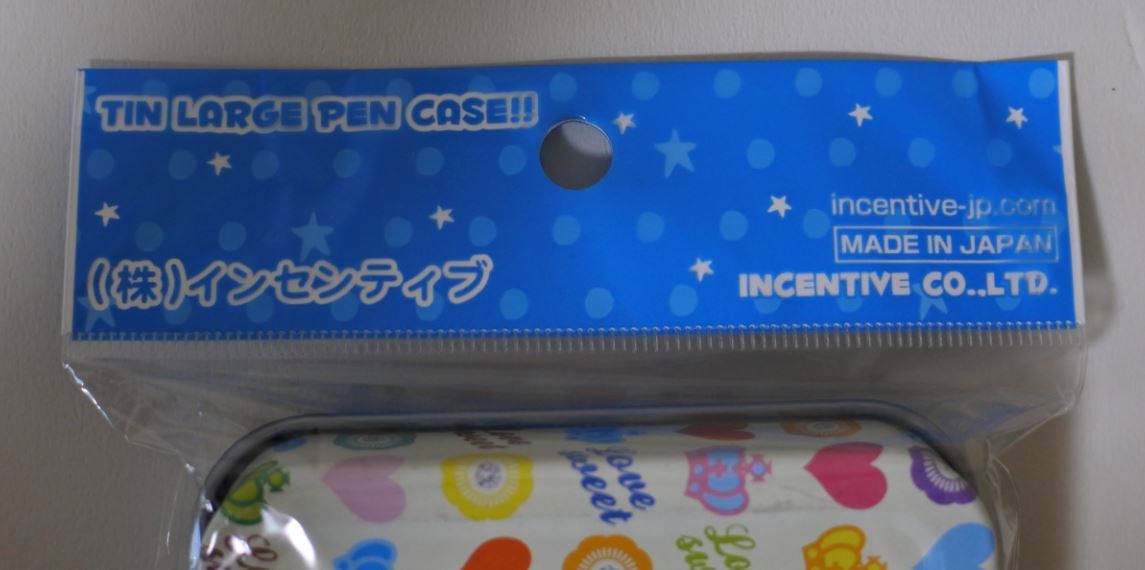 TIN LARGE PEN CASE!!
incentive-jp.com
MADE IN JAPAN
(株)インセンティブ
INCENTIVE CO.,LTD.
love
sweet